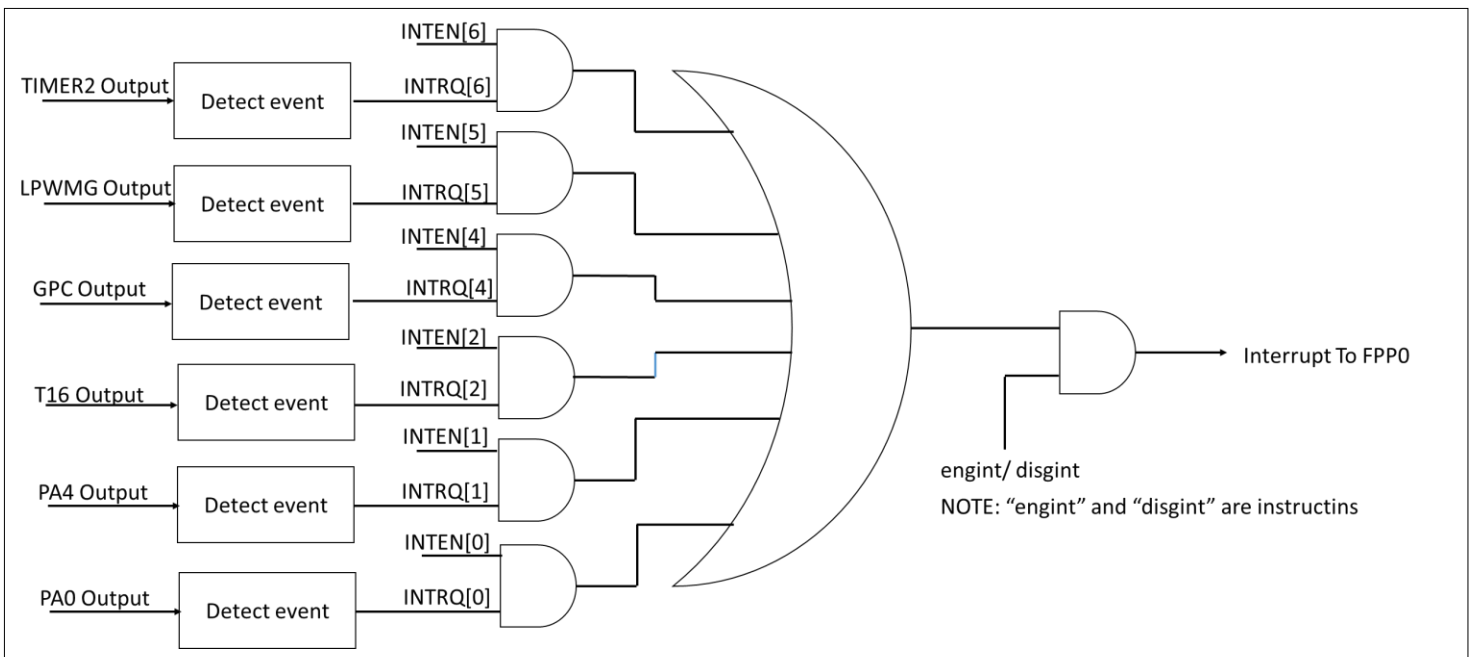 INTEN[6]
TIMER2 Output
Detect event
INTRQ[6]
INTEN[5]
LPWMG Output
Detect event
INTRQ[5]
INTEN[4]
GPC Output
Detect event
INTRQ[4]
INTEN[2]
T16 Output
Detect event
INTRQ[2]
INTEN[1]
PA4 Output
Detect event
INTRQ[1]
INTEN[0]
PA0 Output
Detect event
INTRQ[0]
Interrupt To FPP0
engint/ disgint
NOTE: “engint” and “disgint” are instructins